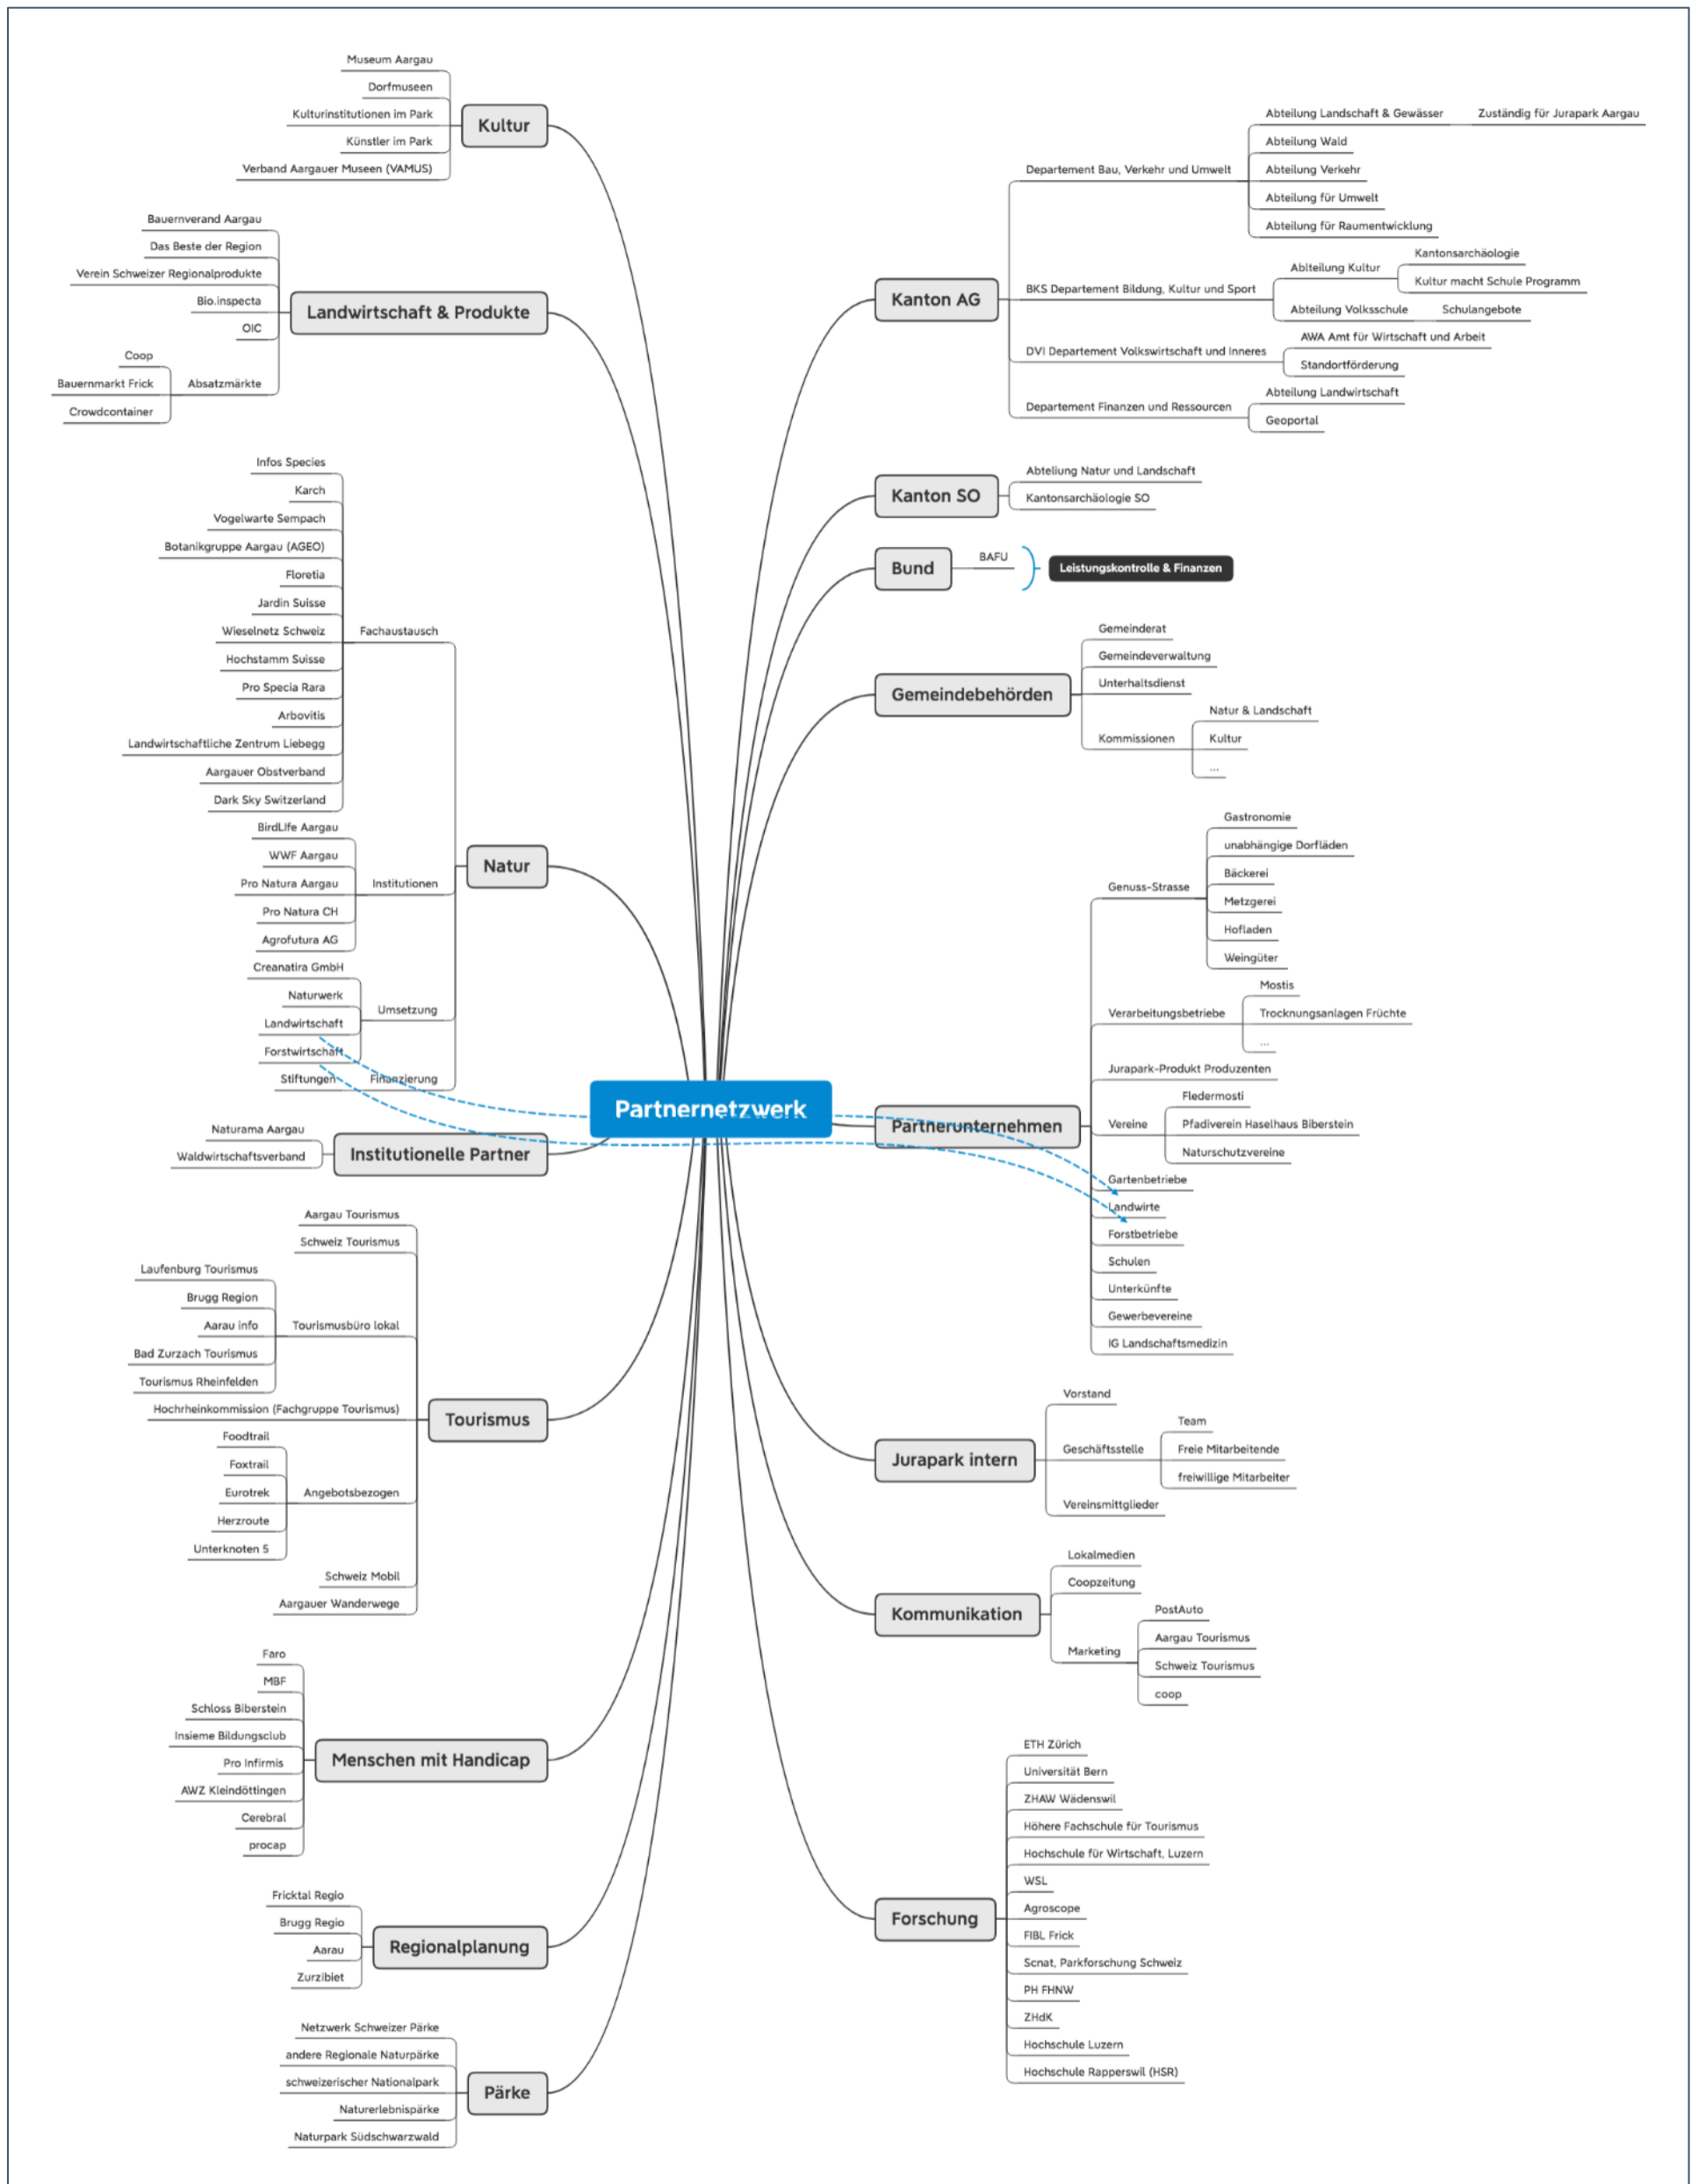 Museum Aargau
Dorfmuseen
Kulturinstitutionen im Park
Künstler im Park
Verband Aargauer Museen (VAMUS)
Kultur
Bauernverand Aargau
Das Beste der Region
Verein Schweizer Regionalprodukte
Bio.inspecta
OIC
Coop
Bauernmarkt Frick
Crowdcontainer
Absatzmärkte
Landwirtschaft & Produkte
Infos Species
Karch
Vogelwarte Sempach
Botanikgruppe Aargau (AGEO)
Floretia
Jardin Suisse
Wieselnetz Schweiz
Hochstamm Suisse
Pro Specia Rara
Arbovitis
Landwirtschaftliche Zentrum Liebegg
Aargauer Obstverband
Dark Sky Switzerland
Fachaustausch
BirdLIfe Aargau
WWF Aargau
Pro Natura Aargau
Pro Natura CH
Agrofutura AG
Institutionen
Creanatira GmbH
Naturwerk
Landwirtschaft
Forstwirtschaft
Umsetzung
Stiftungen
Finanzierung
Natur
Naturama Aargau
Waldwirtschaftsverband
Institutionelle Partner
Aargau Tourismus
Schweiz Tourismus
Laufenburg Tourismus
Brugg Region
Aarau info
Bad Zurzach Tourismus
Tourismus Rheinfelden
Tourismusbüro lokal
Hochrheinkommission (Fachgruppe Tourismus)
Foodtrail
Foxtrail
Eurotrek
Herzroute
Unterknoten 5
Angebotsbezogen
Schweiz Mobil
Aargauer Wanderwege
Tourismus
Faro
MBF
Schloss Biberstein
Insieme Bildungsclub
Pro Infirmis
AWZ Kleindöttingen
Cerebral
procap
Menschen mit Handicap
Fricktal Regio
Brugg Regio
Aarau
Zurzibiet
Regionalplanung
Netzwerk Schweizer Pärke
andere Regionale Naturpärke
schweizerischer Nationalpark
Naturerlebnispärke
Naturpark Südschwarzwald
Pärke
Partnernetzwerk
Kanton AG
Departement Bau, Verkehr und Umwelt
Abteilung Landschaft & Gewässer
Zuständig für Jurapark Aargau
Abteilung Wald
Abteilung Verkehr
Abteilung für Umwelt
Abteilung für Raumentwicklung
BKS Departement Bildung, Kultur und Sport
Ablteilung Kultur
Kantonsarchäologie
Kultur macht Schule Programm
Abteilung Volksschule
Schulangebote
DVI Departement Volkswirtschaft und Inneres
AWA Amt für Wirtschaft und Arbeit
Standortförderung
Departement Finanzen und Ressourcen
Abteilung Landwirtschaft
Geoportal
Kanton SO
Abteliung Natur und Landschaft
Kantonsarchäologie SO
Bund
BAFU
Leistungskontrolle & Finanzen
Gemeindebehörden
Gemeinderat
Gemeindeverwaltung
Unterhaltsdienst
Kommissionen
Natur & Landschaft
Kultur
...
Partnerunternehmen
Genuss-Strasse
Gastronomie
unabhängige Dorfläden
Bäckerei
Metzgerei
Hofladen
Weingüter
Verarbeitungsbetriebe
Mostis
Trocknungsanlagen Früchte
...
Jurapark-Produkt Produzenten
Vereine
Fledermosti
Pfadiverein Haselhaus Biberstein
Naturschutzvereine
Gartenbetriebe
Landwirte
Forstbetriebe
Schulen
Unterkünfte
Gewerbevereine
IG Landschaftsmedizin
Jurapark intern
Vorstand
Geschäftsstelle
Team
Freie Mitarbeitende
freiwillige Mitarbeiter
Vereinsmitglieder
Kommunikation
Lokalmedien
Coopzeitung
Marketing
PostAuto
Aargau Tourismus
Schweiz Tourismus
coop
Forschung
ETH Zürich
Universität Bern
ZHAW Wädenswil
Höhere Fachschule für Tourismus
Hochschule für Wirtschaft, Luzern
WSL
Agroscope
FIBL Frick
Scnat, Parkforschung Schweiz
PH FHNW
ZHdK
Hochschule Luzern
Hochschule Rapperswil (HSR)